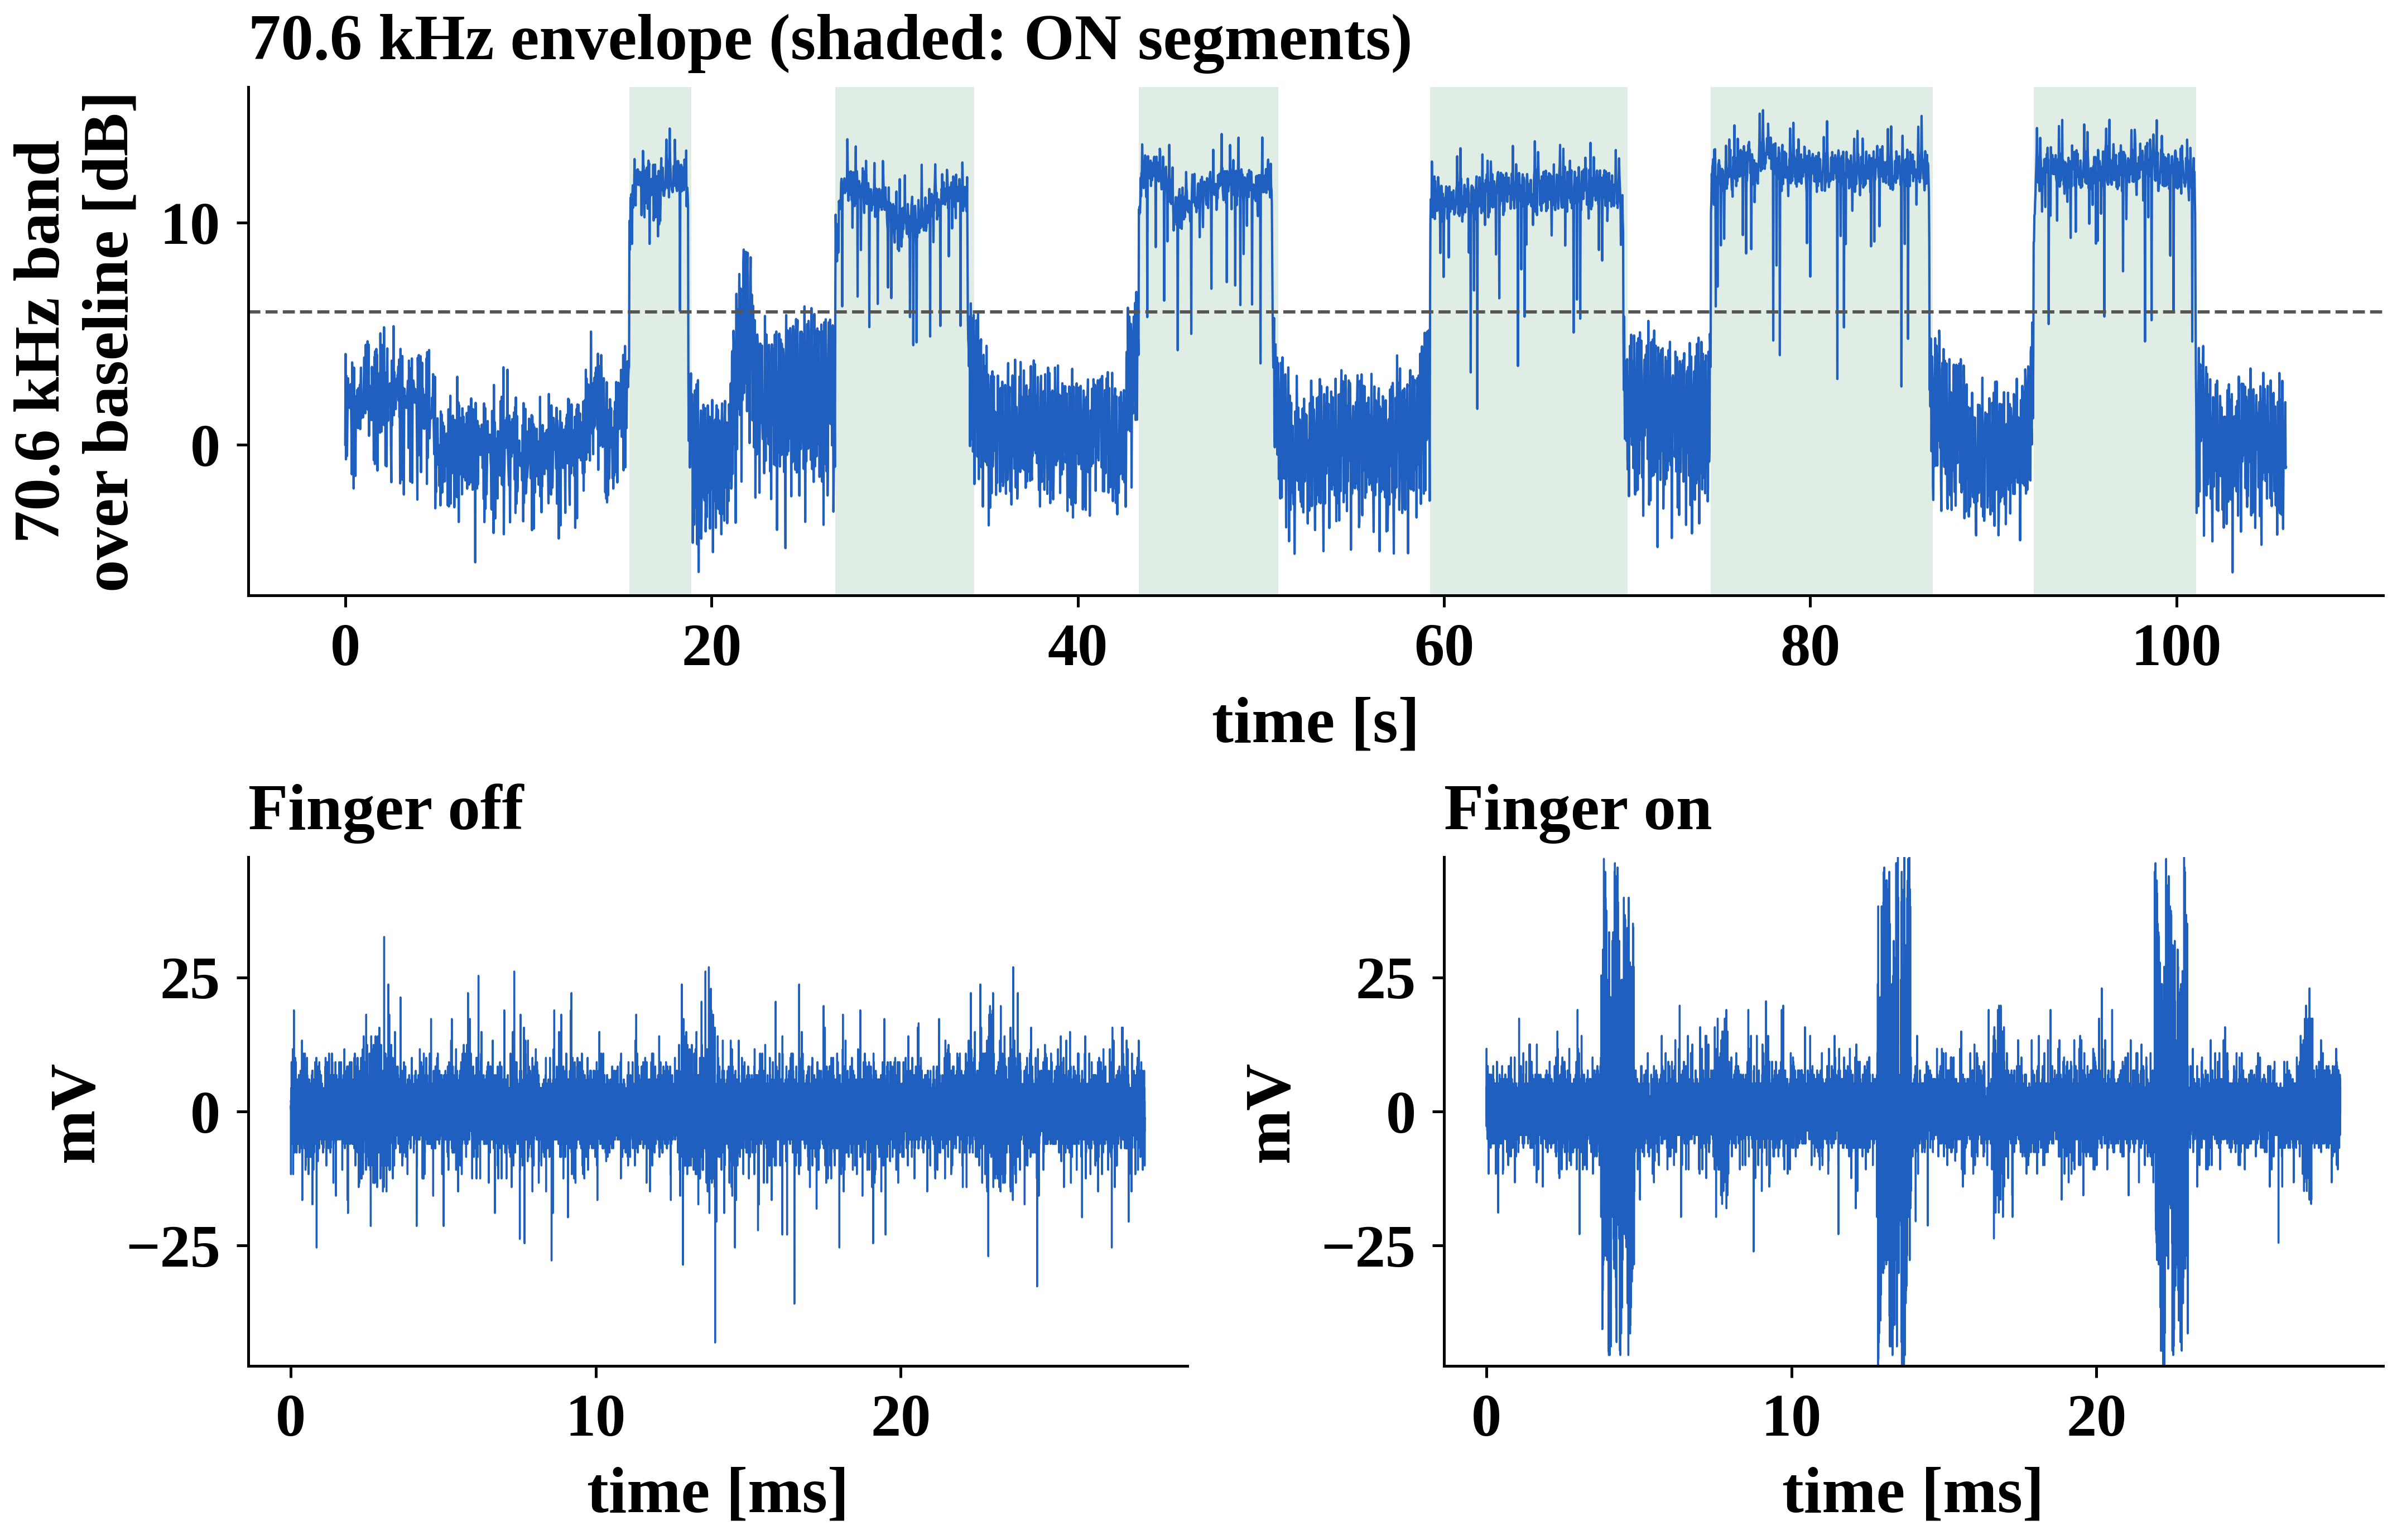 70.6 kHz envelope (shaded: ON segments)
70.6 kHz band
over baseline [dB]
10
0
0
20
40
60
80
100
time [s]
Finger off
mV
25
0
−25
0
10
20
time [ms]
Finger on
mV
25
0
−25
0
10
20
time [ms]